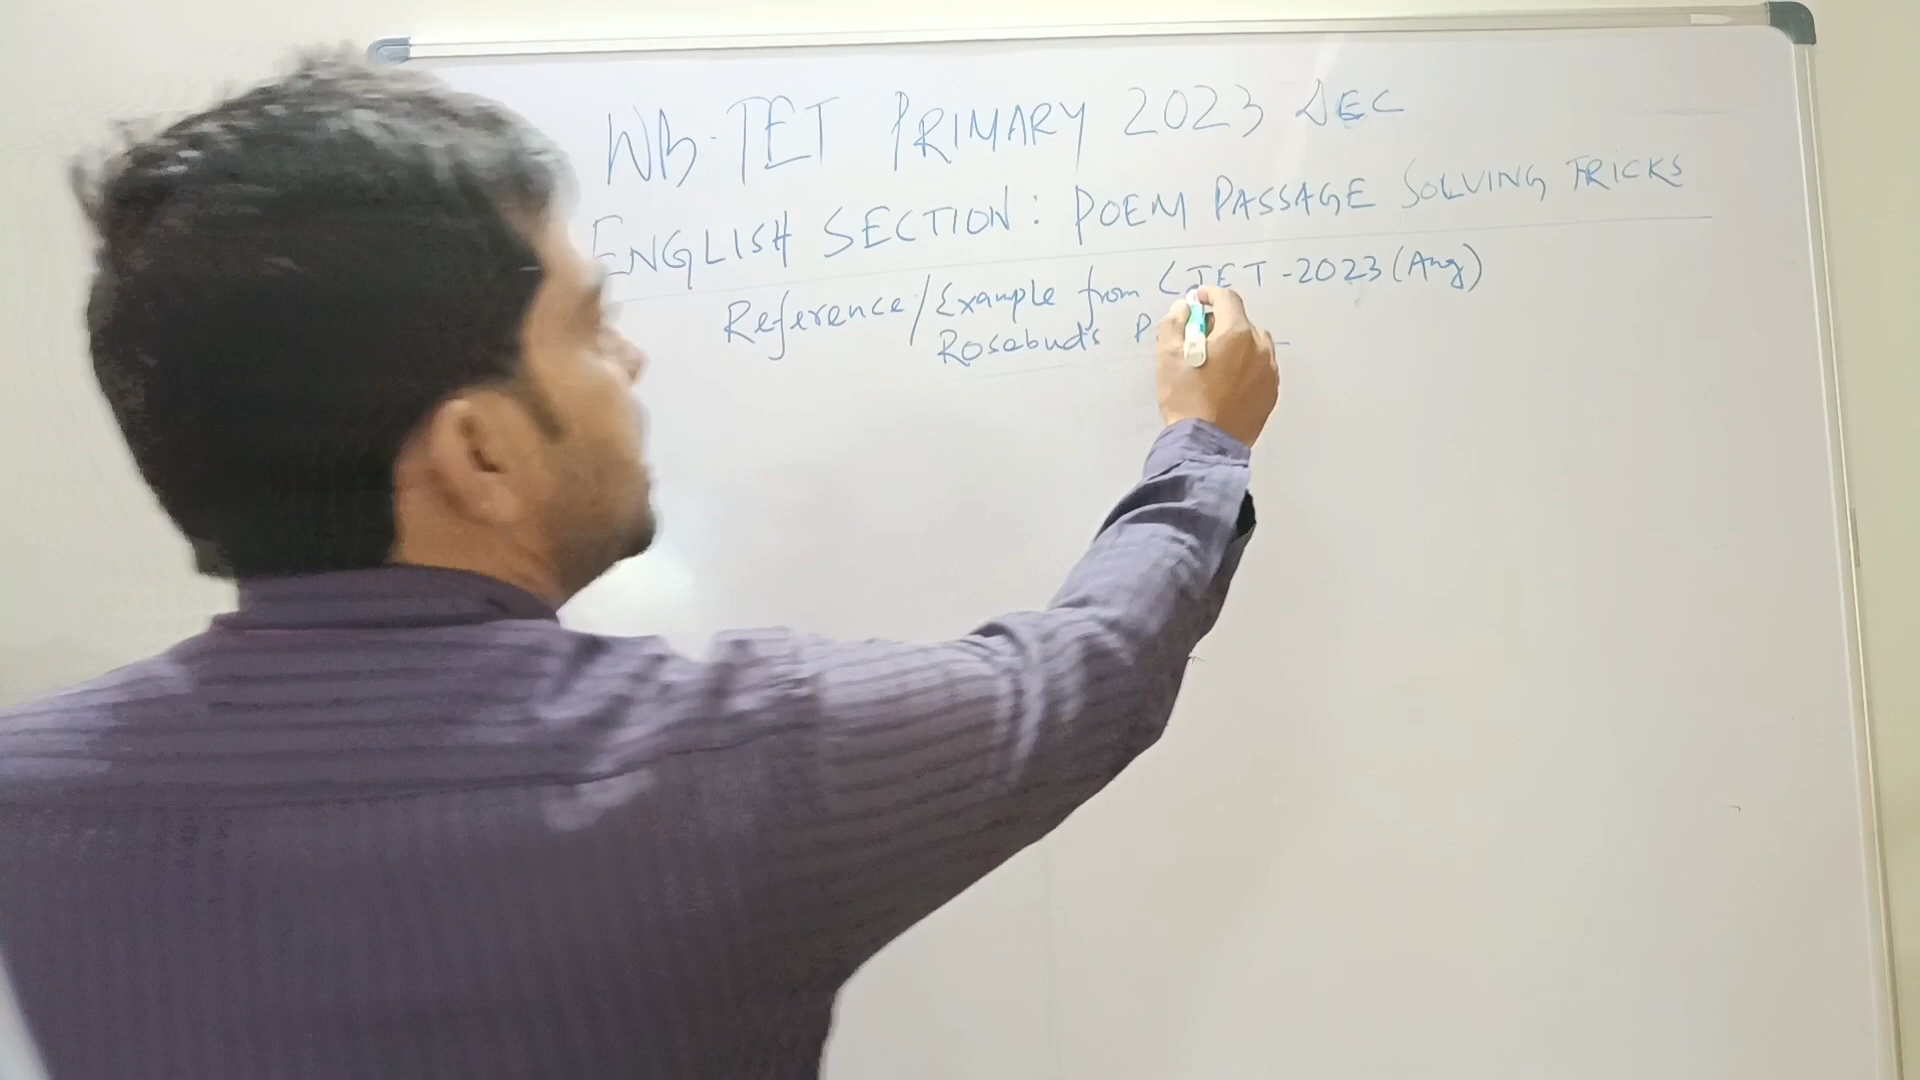 WB-TET PRIMARY 2023 DEC
ENGLISH SECTION: POEM PASSAGE SOLVING TRICKS
Reference/Example from CTET-2023(Aug)
Rosebud's